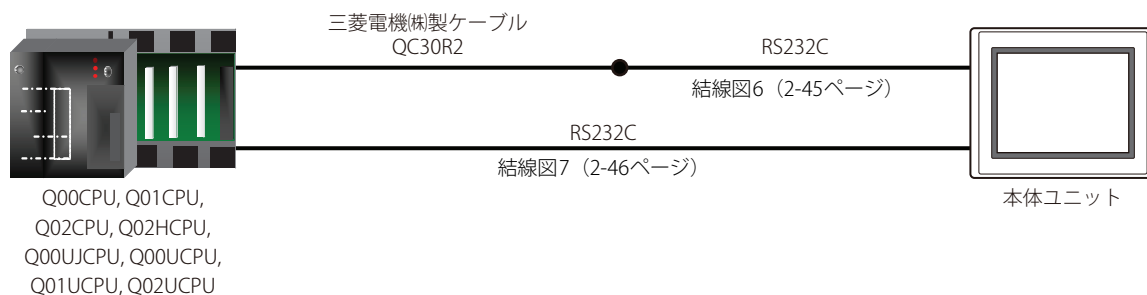 三菱電機㈱製ケーブル
QC30R2
RS232C
結線図6（2-45ページ）
RS232C
結線図7（2-46ページ）
Q00CPU, Q01CPU,
Q02CPU, Q02HCPU,
Q00UJCPU, Q00UCPU,
Q01UCPU, Q02UCPU
本体ユニット